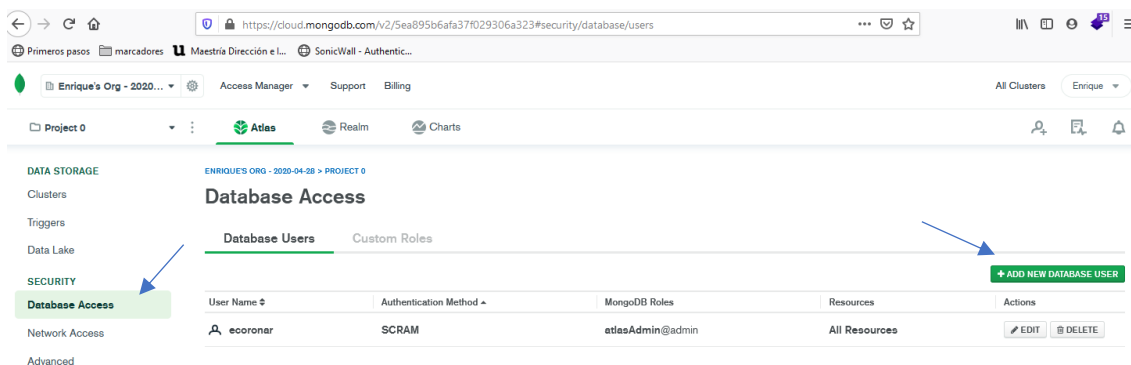 15
https://cloud.mongodb.com/v2/5ea895b6afa37f029306a323#security/database/users
Primeros pasos marcadores Maestría Dirección e I... SonicWall - Authentic...
Enrique's Org - 2020... Access Manager Support Billing All Clusters Enrique
Project 0 Atlas Realm Charts
DATA STORAGE
Clusters
Triggers
Data Lake
SECURITY
Database Access
Network Access
Advanced
ENRIQUE'S ORG - 2020-04-28 > PROJECT 0
Database Access
Database Users Custom Roles
+ ADD NEW DATABASE USER
User Name Authentication Method MongoDB Roles Resources Actions
ecoronar SCRAM atlasAdmin@admin All Resources EDIT DELETE